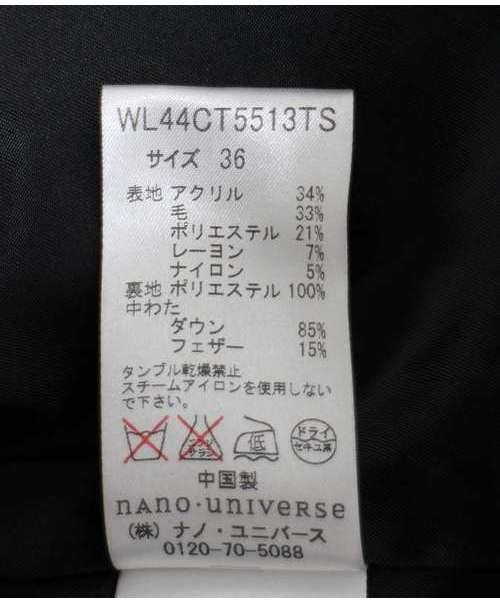 WL44CT5513TS
サイズ 36
表地 アクリル 34%
毛 33%
ポリエステル 21%
レーヨン 7%
ナイロン 5%
裏地 ポリエステル 100%
中わた
ダウン 85%
フェザー 15%
タンブル乾燥禁止
スチームアイロンを使用しない
で下さい
低 ドライ
セキユ系
中国製
nano・universe
(株) ナノ・ユニバース
0120-70-5088